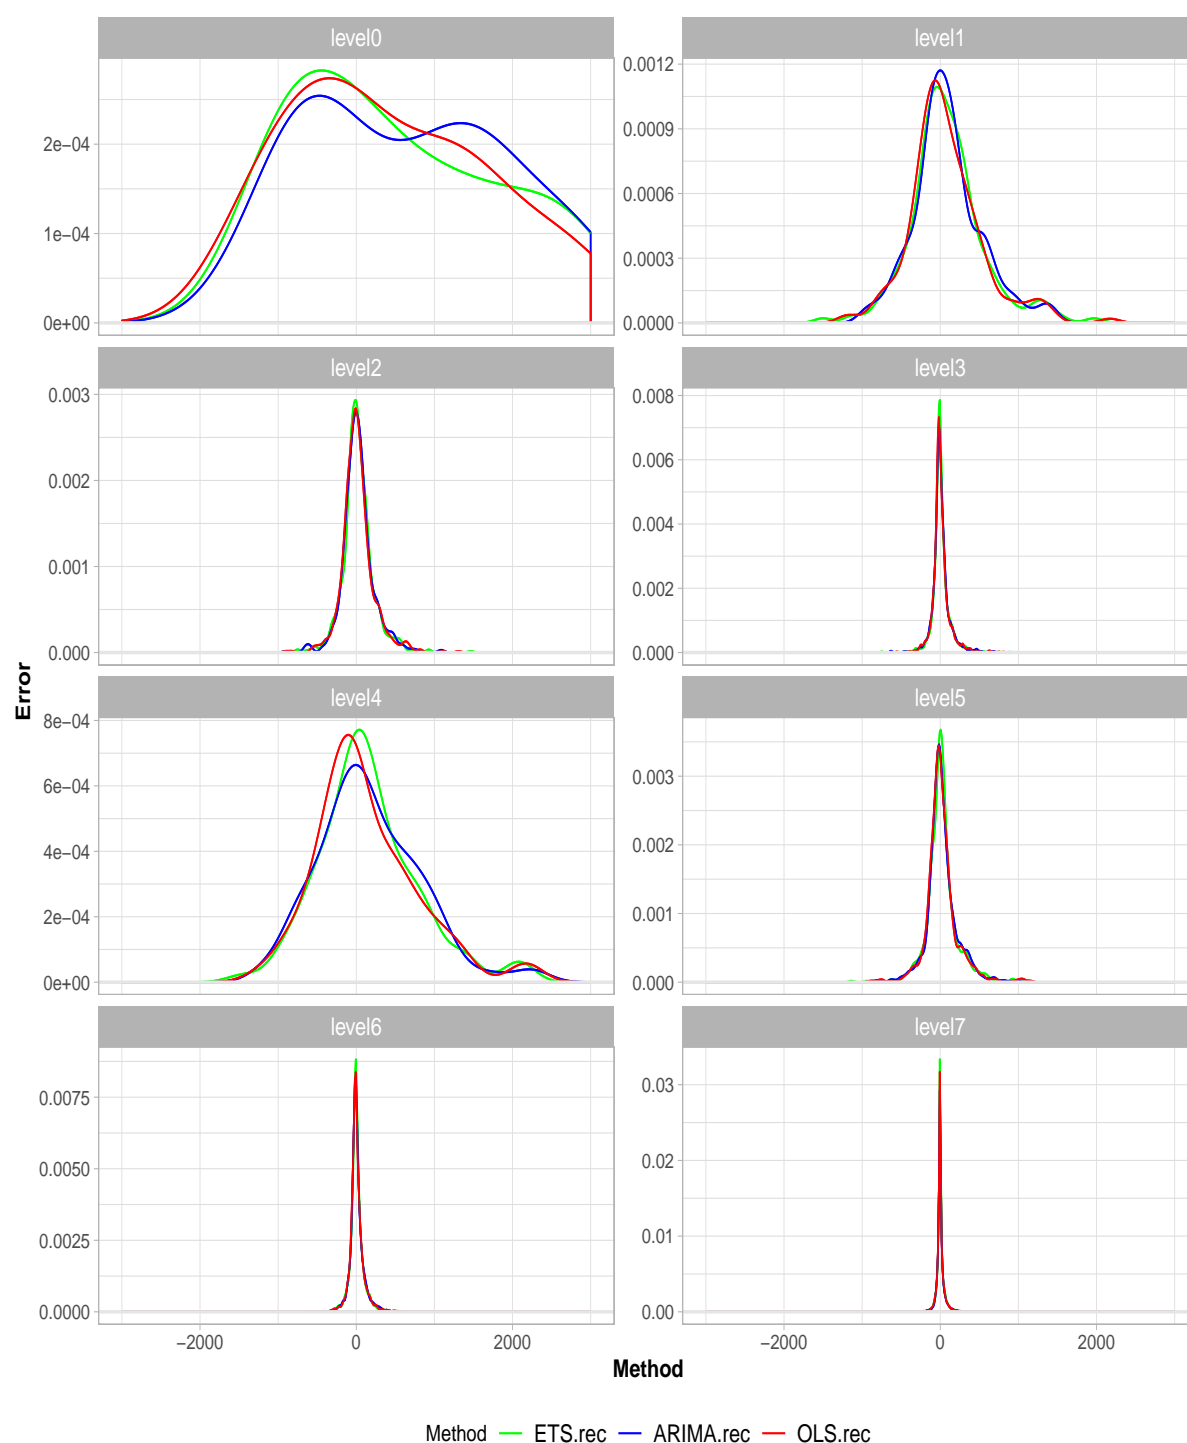 level0
level1
2e−04
1e−04
0e+00
0.0012
0.0009
0.0006
0.0003
0.0000
level2
level3
0.003
0.002
0.001
0.000
0.008
0.006
0.004
0.002
0.000
Error
level4
level5
8e−04
6e−04
4e−04
2e−04
0e+00
0.003
0.002
0.001
0.000
level6
level7
0.0075
0.0050
0.0025
0.0000
0.03
0.02
0.01
0.00
−2000 0 2000
−2000 0 2000
Method
Method ETS.rec ARIMA.rec OLS.rec